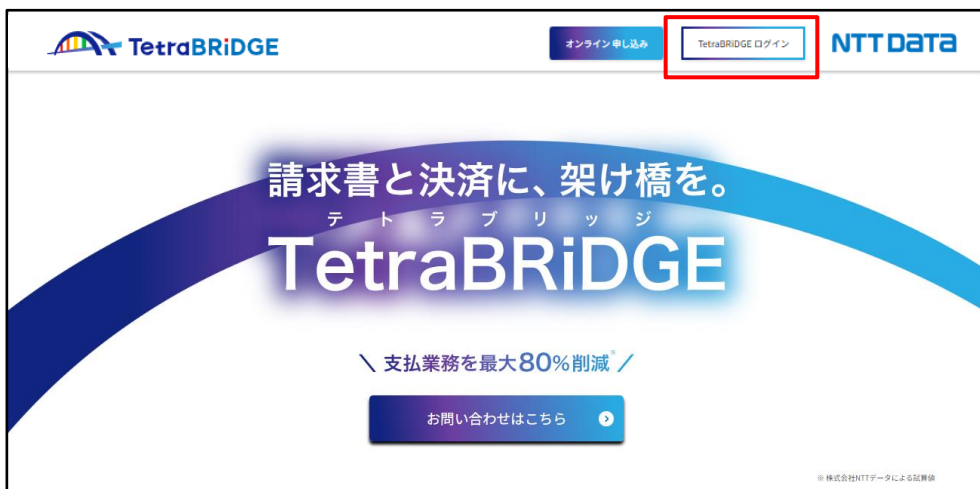 TetraBRiDGE
オンライン申し込み
TetraBRiDGE ログイン
NTT DATA
請求書と決済に、架け橋を。
テトラブリッジ
TetraBRiDGE
\ 支払業務を最大80%削減※ /
お問い合わせはこちら
※ 株式会社NTTデータによる試算値